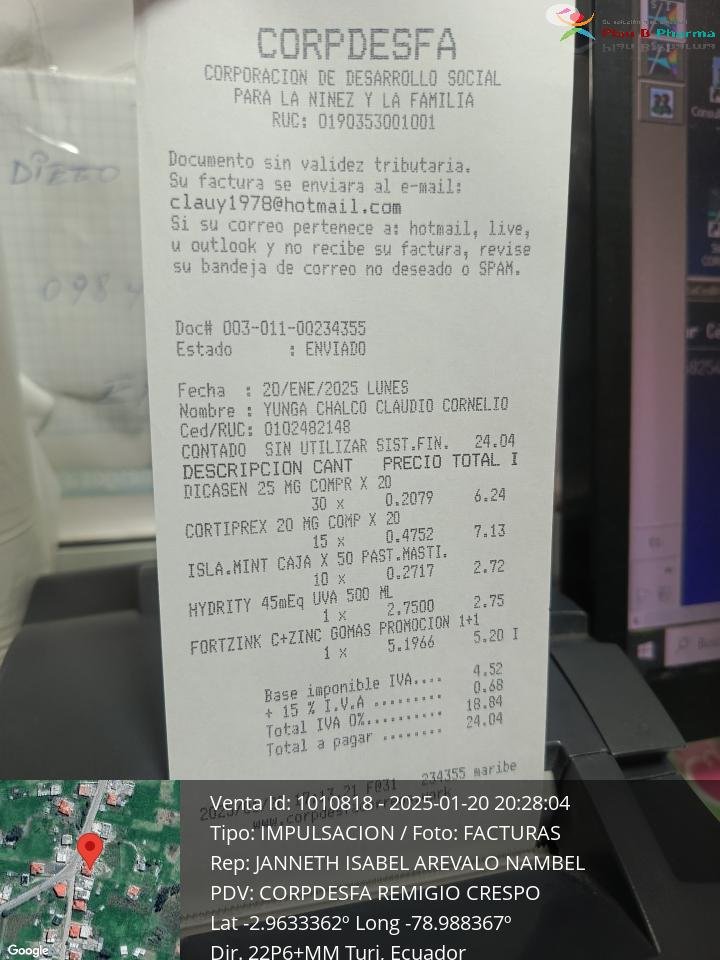 CORPDESFA
CORPORACION DE DESARROLLO SOCIAL
PARA LA NINEZ Y LA FAMILIA
RUC: 0190353001001
Documento sin validez tributaria.
Su factura se enviara al e-mail:
clauy1978@hotmail.com
Si su correo pertenece a: hotmail, live,
u outlook y no recibe su factura, revise
su bandeja de correo no deseado o SPAM.
Doc# 003-011-00234355
Estado : ENVIADO
Fecha : 20/ENE/2025 LUNES
Nombre : YUNGA CHALCO CLAUDIO CORNELIO
Ced/RUC: 0102482148
CONTADO SIN UTILIZAR SIST.FIN. 24.04
DESCRIPCION CANT PRECIO TOTAL I
DICASEN 25 MG COMPR X 20
30 x 0.2079 6.24
CORTIPREX 20 MG COMP X 20
15 x 0.4752 7.13
ISLA.MINT CAJA X 50 PAST.MASTI.
10 x 0.2717 2.72
HYDRITY 45mEq UVA 500 ML
1 x 2.7500 2.75
FORTZINK C+ZINC GOMAS PROMOCION 1+1
1 x 5.1966 5.20 I
Base imponible IVA.... 4.52
+ 15 % I.V.A ......... 0.68
Total IVA 0%.......... 18.84
Total a pagar ........ 24.04
234355 maribe
Plan B Pharma
DIEGO
098
Venta Id: 1010818 - 2025-01-20 20:28:04
Tipo: IMPULSACION / Foto: FACTURAS
Rep: JANNETH ISABEL AREVALO NAMBEL
PDV: CORPDESFA REMIGIO CRESPO
Lat -2.9633362º Long -78.988367º
Dir. 22P6+MM Turi, Ecuador
Google